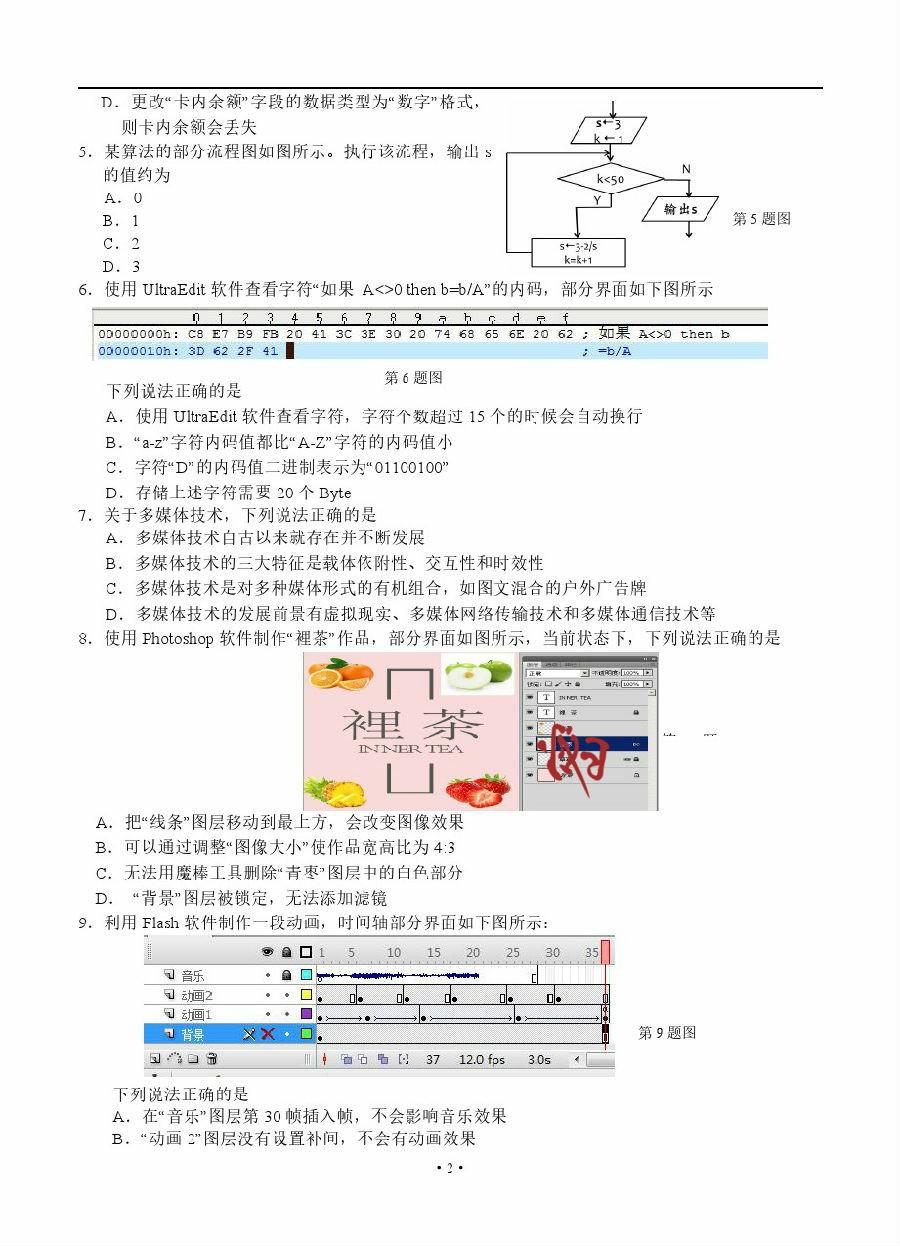 D．更改“卡内余额”字段的数据类型为“数字”格式，
则卡内余额会丢失
5．某算法的部分流程图如图所示。执行该流程，输出 s
的值约为
A．0
B．1
C．2
D．3
s←3
k ← 1
k<50
N
Y
输出s
s←3-2/s
k=k+1
第 5 题图
6．使用 UltraEdit 软件查看字符“如果 A<>0 then b=b/A”的内码，部分界面如下图所示
0 1 2 3 4 5 6 7 8 9 a b c d e f
00000000h: C8 E7 B9 FB 20 41 3C 3E 30 20 74 68 65 6E 20 62 ; 如果 A<>0 then b
00000010h: 3D 62 2F 41 ; =b/A
第 6 题图
下列说法正确的是
A．使用 UltraEdit 软件查看字符，字符个数超过 15 个的时候会自动换行
B．“a-z”字符内码值都比“A-Z”字符的内码值小
C．字符“D”的内码值二进制表示为“01100100”
D．存储上述字符需要 20 个 Byte
7．关于多媒体技术，下列说法正确的是
A．多媒体技术自古以来就存在并不断发展
B．多媒体技术的三大特征是载体依附性、交互性和时效性
C．多媒体技术是对多种媒体形式的有机组合，如图文混合的户外广告牌
D．多媒体技术的发展前景有虚拟现实、多媒体网络传输技术和多媒体通信技术等
8．使用 Photoshop 软件制作“裡茶”作品，部分界面如图所示，当前状态下，下列说法正确的是
裡 茶
INNER TEA
正常
不透明度: 100%
锁定:
填充: 100%
T INNER TEA
T 裡 茶
A．把“线条”图层移动到最上方，会改变图像效果
B．可以通过调整“图像大小”使作品宽高比为 4:3
C．无法用魔棒工具删除“青枣”图层中的白色部分
D． “背景”图层被锁定，无法添加滤镜
9．利用 Flash 软件制作一段动画，时间轴部分界面如下图所示：
1 5 10 15 20 25 30 35
音乐
动画2
动画1
背景
37 12.0 fps 3.0s
第 9 题图
下列说法正确的是
A．在“音乐”图层第 30 帧插入帧，不会影响音乐效果
B．“动画 2”图层没有设置补间，不会有动画效果
· 2 ·